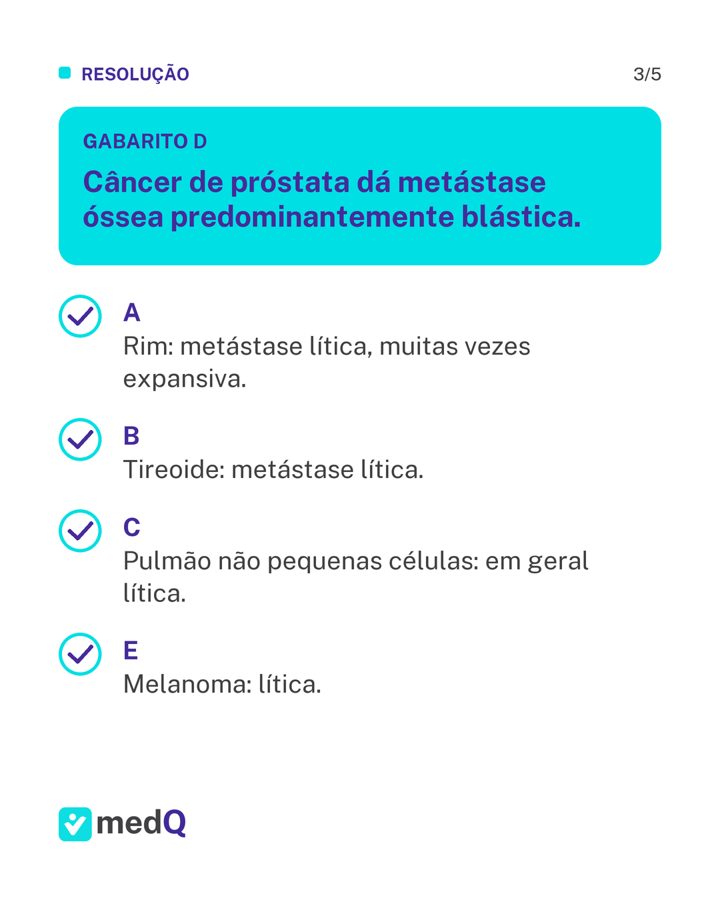 RESOLUÇÃO
3/5
GABARITO D
Câncer de próstata dá metástase
óssea predominantemente blástica.
A
Rim: metástase lítica, muitas vezes
expansiva.
B
Tireoide: metástase lítica.
C
Pulmão não pequenas células: em geral
lítica.
E
Melanoma: lítica.
medQ